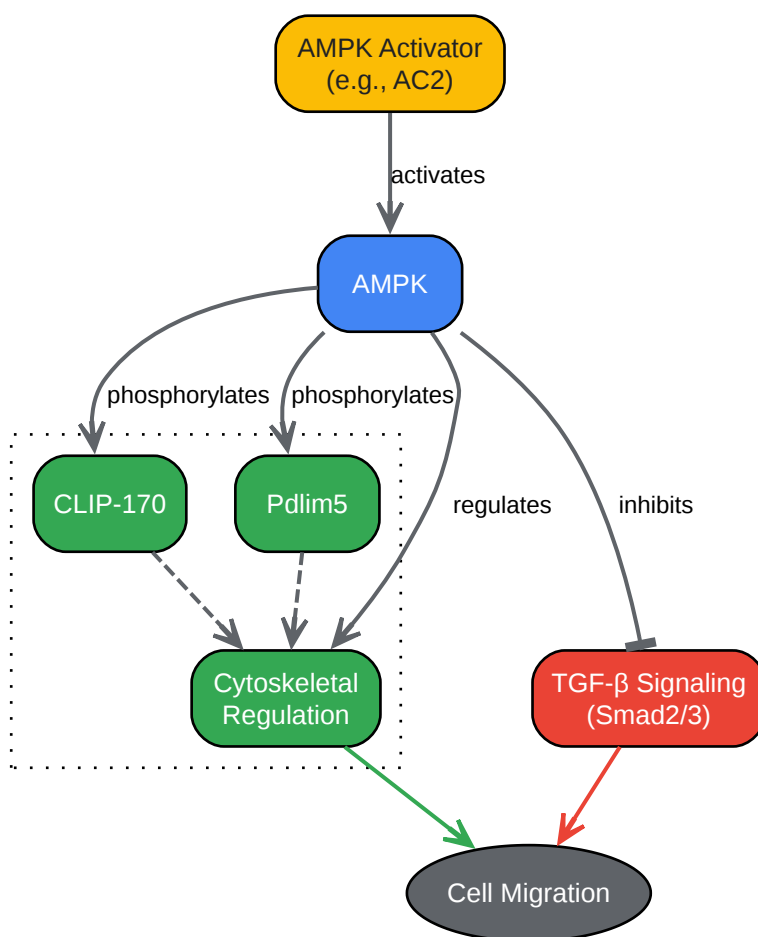 AMPK Activator
(e.g., AC2)
activates
AMPK
phosphorylates
phosphorylates
CLIP-170
Pdlim5
regulates
inhibits
Cytoskeletal
Regulation
TGF-β Signaling
(Smad2/3)
Cell Migration